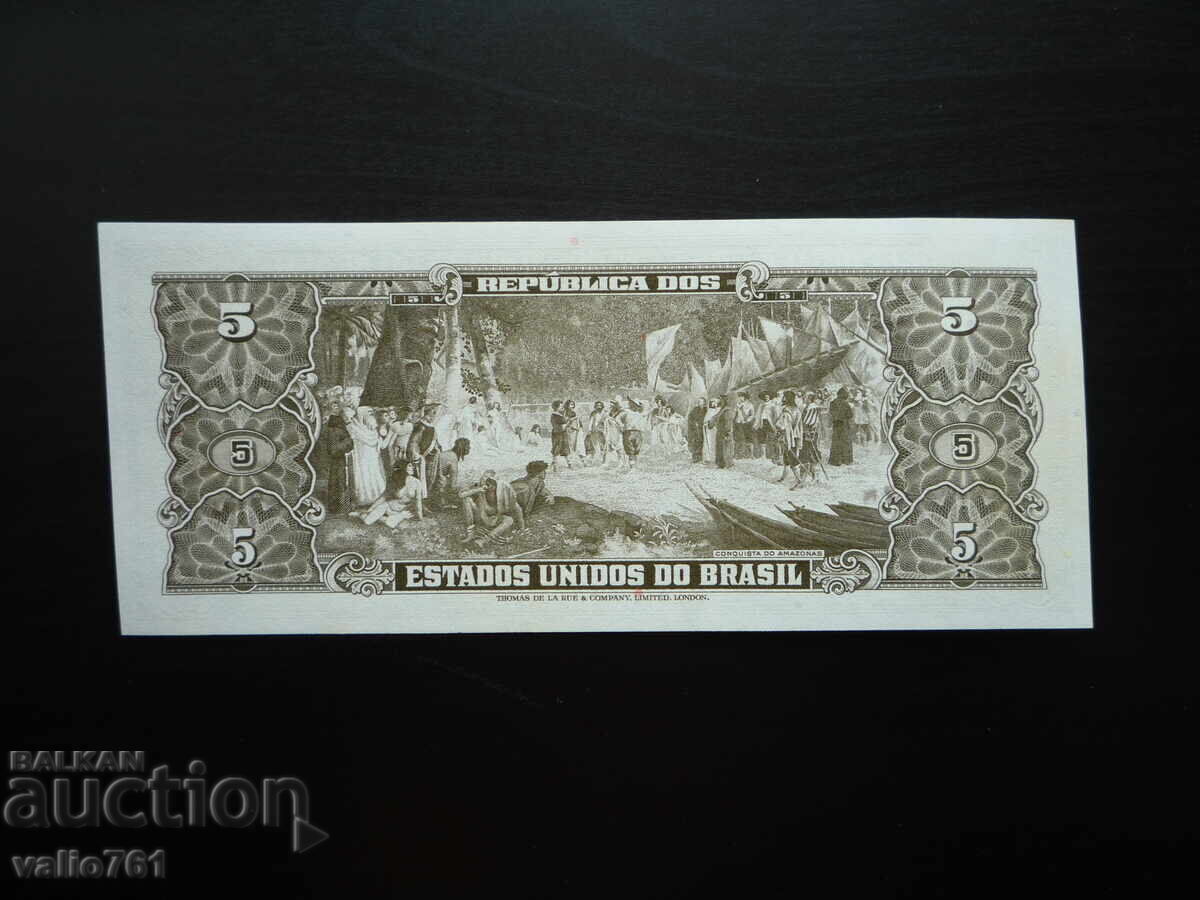 REPÚBLICA DOS
5 5
5 5
5 5
5 5
CONQUISTA DO AMAZONAS
ESTADOS UNIDOS DO BRASIL
THOMAS DE LA RUE & COMPANY, LIMITED, LONDON.
BALKAN
auction
valio761